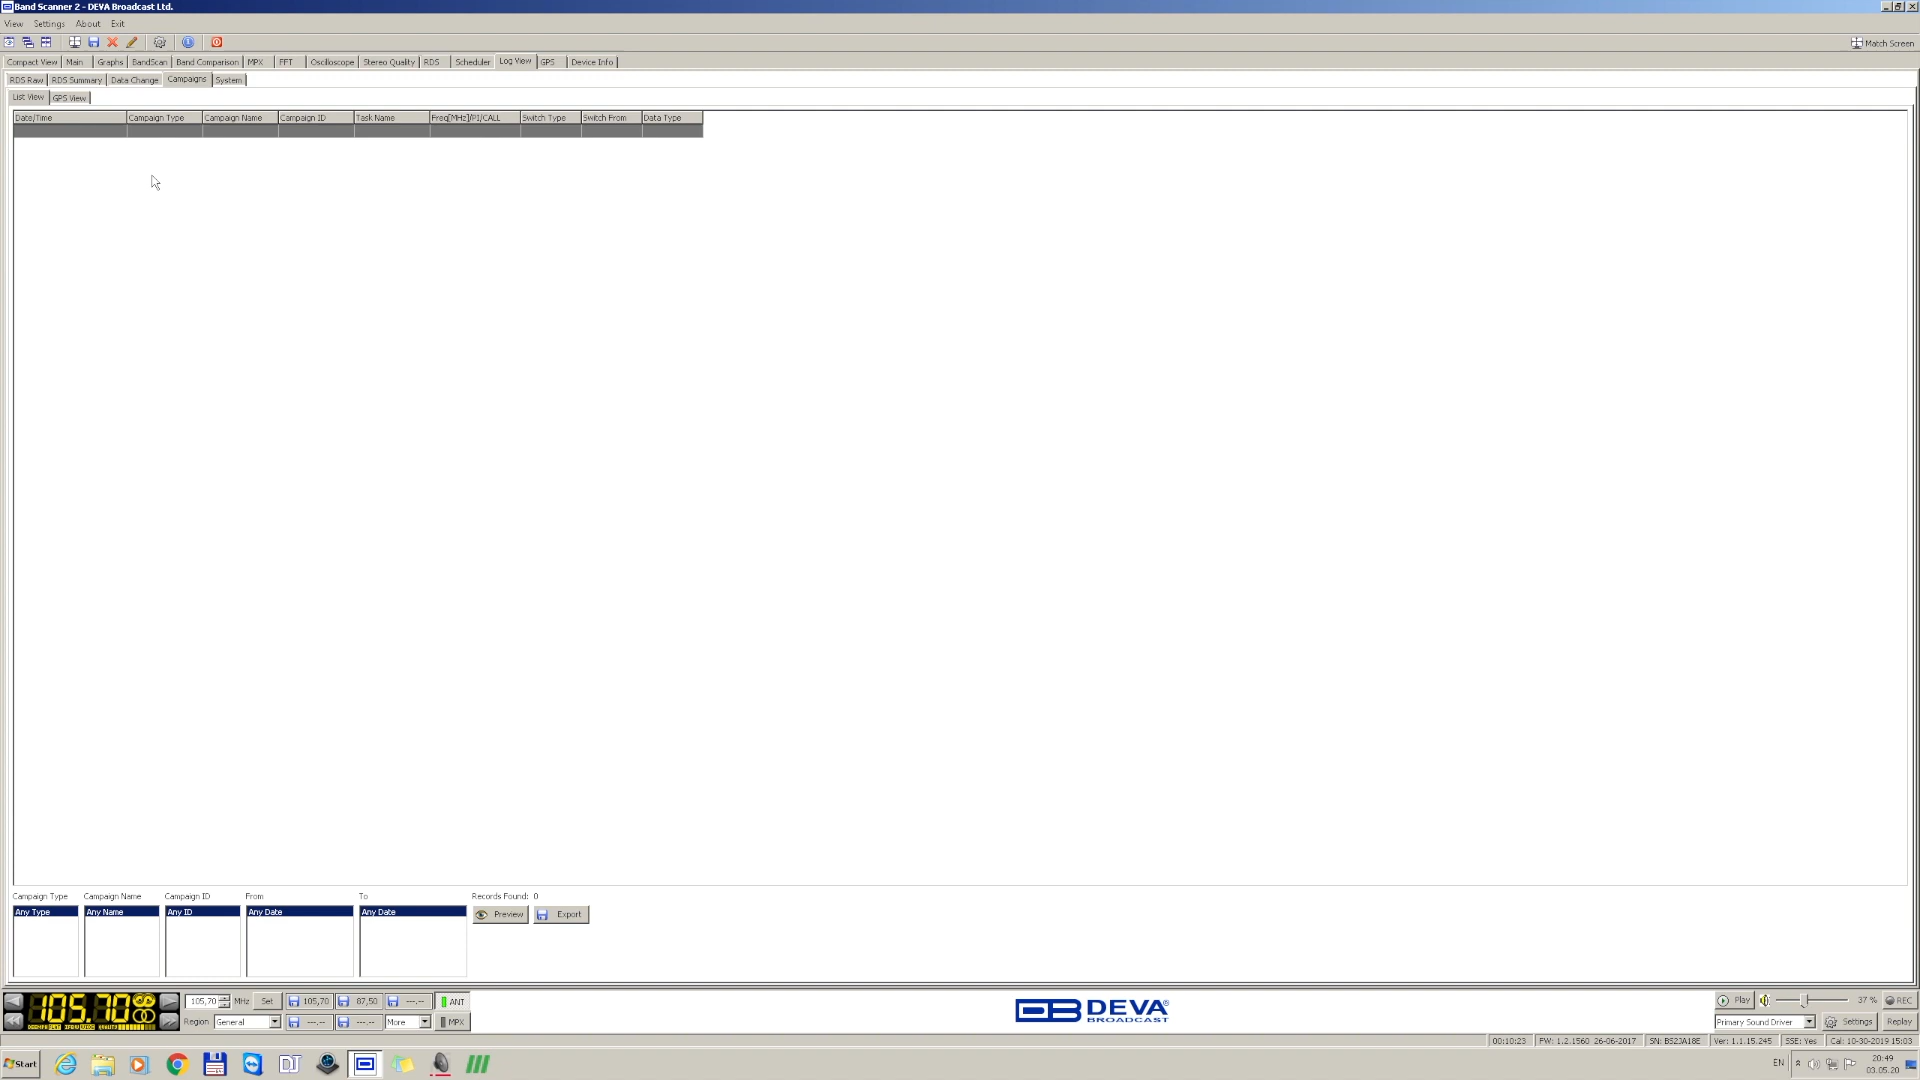 Band Scanner 2 - DEVA Broadcast Ltd.
View Settings About Exit
Match Screen
Compact View Main Graphs BandScan Band Comparison MPX FFT Oscilloscope Stereo Quality RDS Scheduler Log View GPS Device Info
RDS Raw RDS Summary Data Change Campaigns System
List View GPS View
Date/Time Campaign Type Campaign Name Campaign ID Task Name Freq[MHz]/PI/CALL Switch Type Switch From Data Type
Campaign Type Campaign Name Campaign ID From To Records Found: 0
Any Type Any Name Any ID Any Date Any Date Preview Export
105.70 105,70 MHz Set 105,70 87,50 ---.-- ANT
Region General ---.-- ---.-- More MPX
DEVA
BROADCAST
Play 37 % REC
Primary Sound Driver Settings Replay
00:10:23 FW: 1.2.1560 26-06-2017 SN: BS2JA18E Ver: 1.1.15.245 SSE: Yes Cal: 10-30-2019 15:03
Start DT EN 20:49
03.05.20